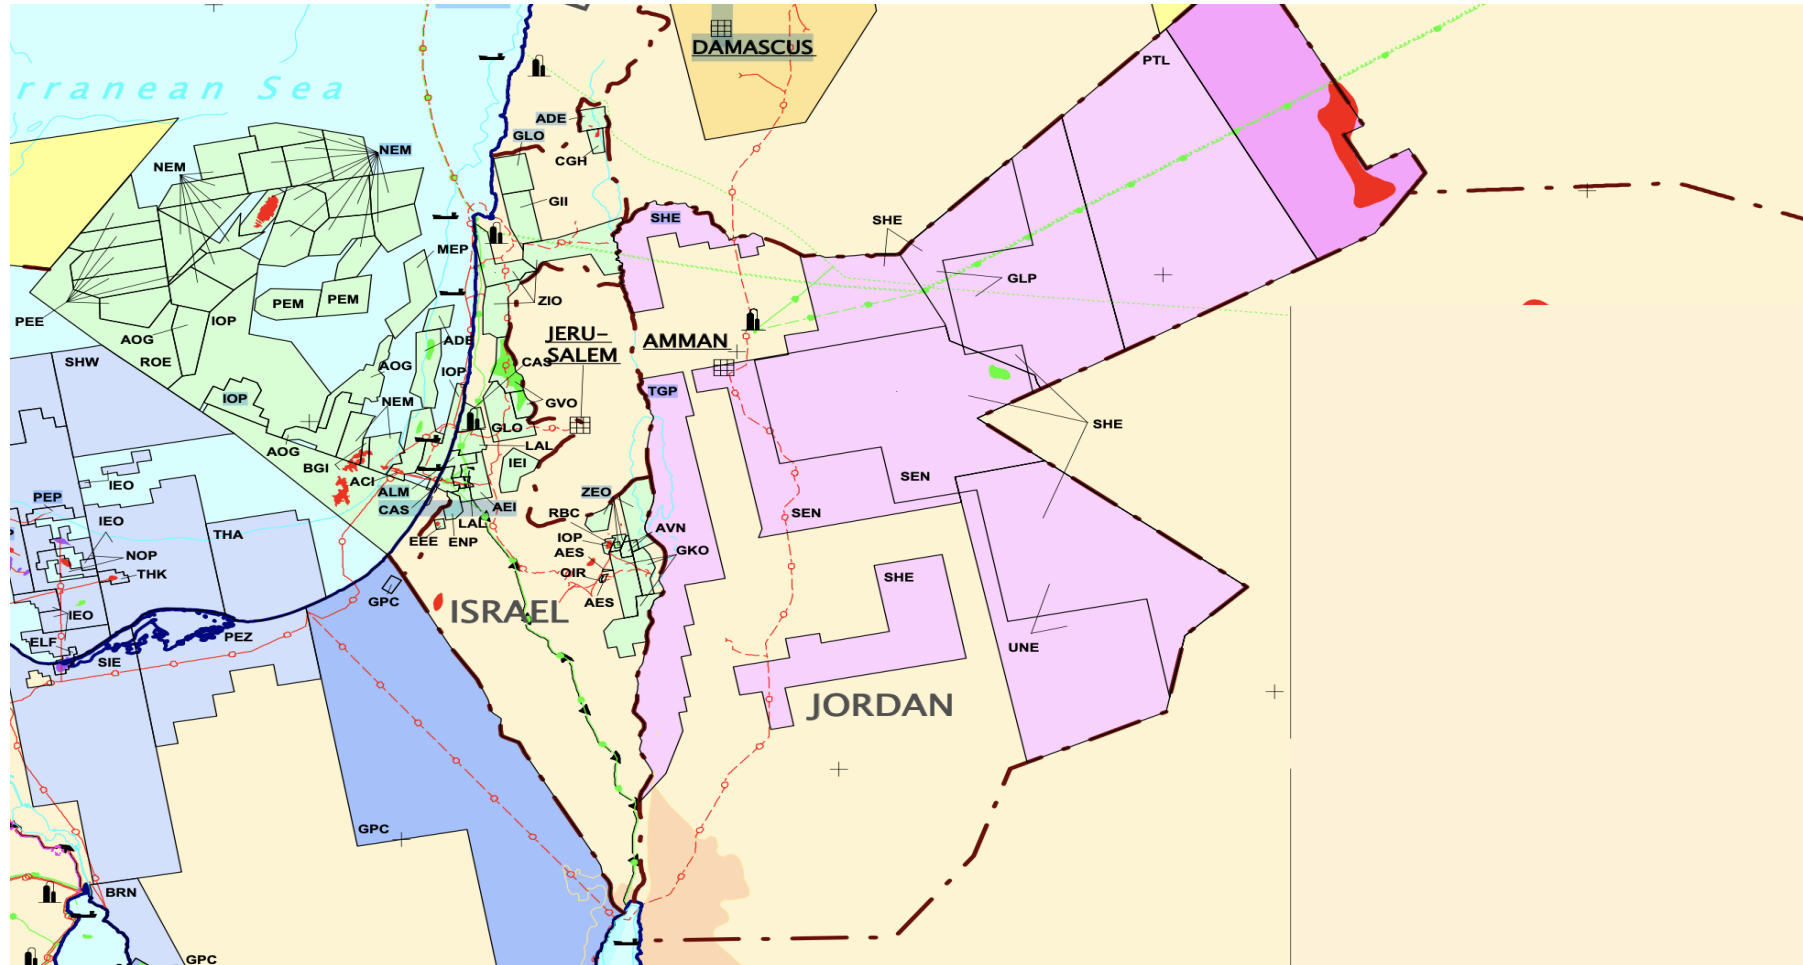 DAMASCUS
PTL
rranean Sea
ADE
GLO
CGH
NEM
NEM
GII
SHE
SHE
MEP
GLP
ZIO
PEM
PEM
PEE
IOP
AOG
ROE
JERU-
SALEM
AMMAN
ADE
SHW
AOG
CAS
IOP
TGP
IOP
NEM
GVO
GLO
SHE
AOG
LAL
BGI
IEI
SEN
ACI
IEO
ALM
ZEO
PEP
CAS
AEI
RBC
SEN
IEO
LAL
AVN
THA
EEE
ENP
IOP
GKO
NOP
AES
THK
OIR
SHE
GPC
AES
IEO
ISRAEL
ELF
PEZ
UNE
SIE
JORDAN
GPC
BRN
GPC